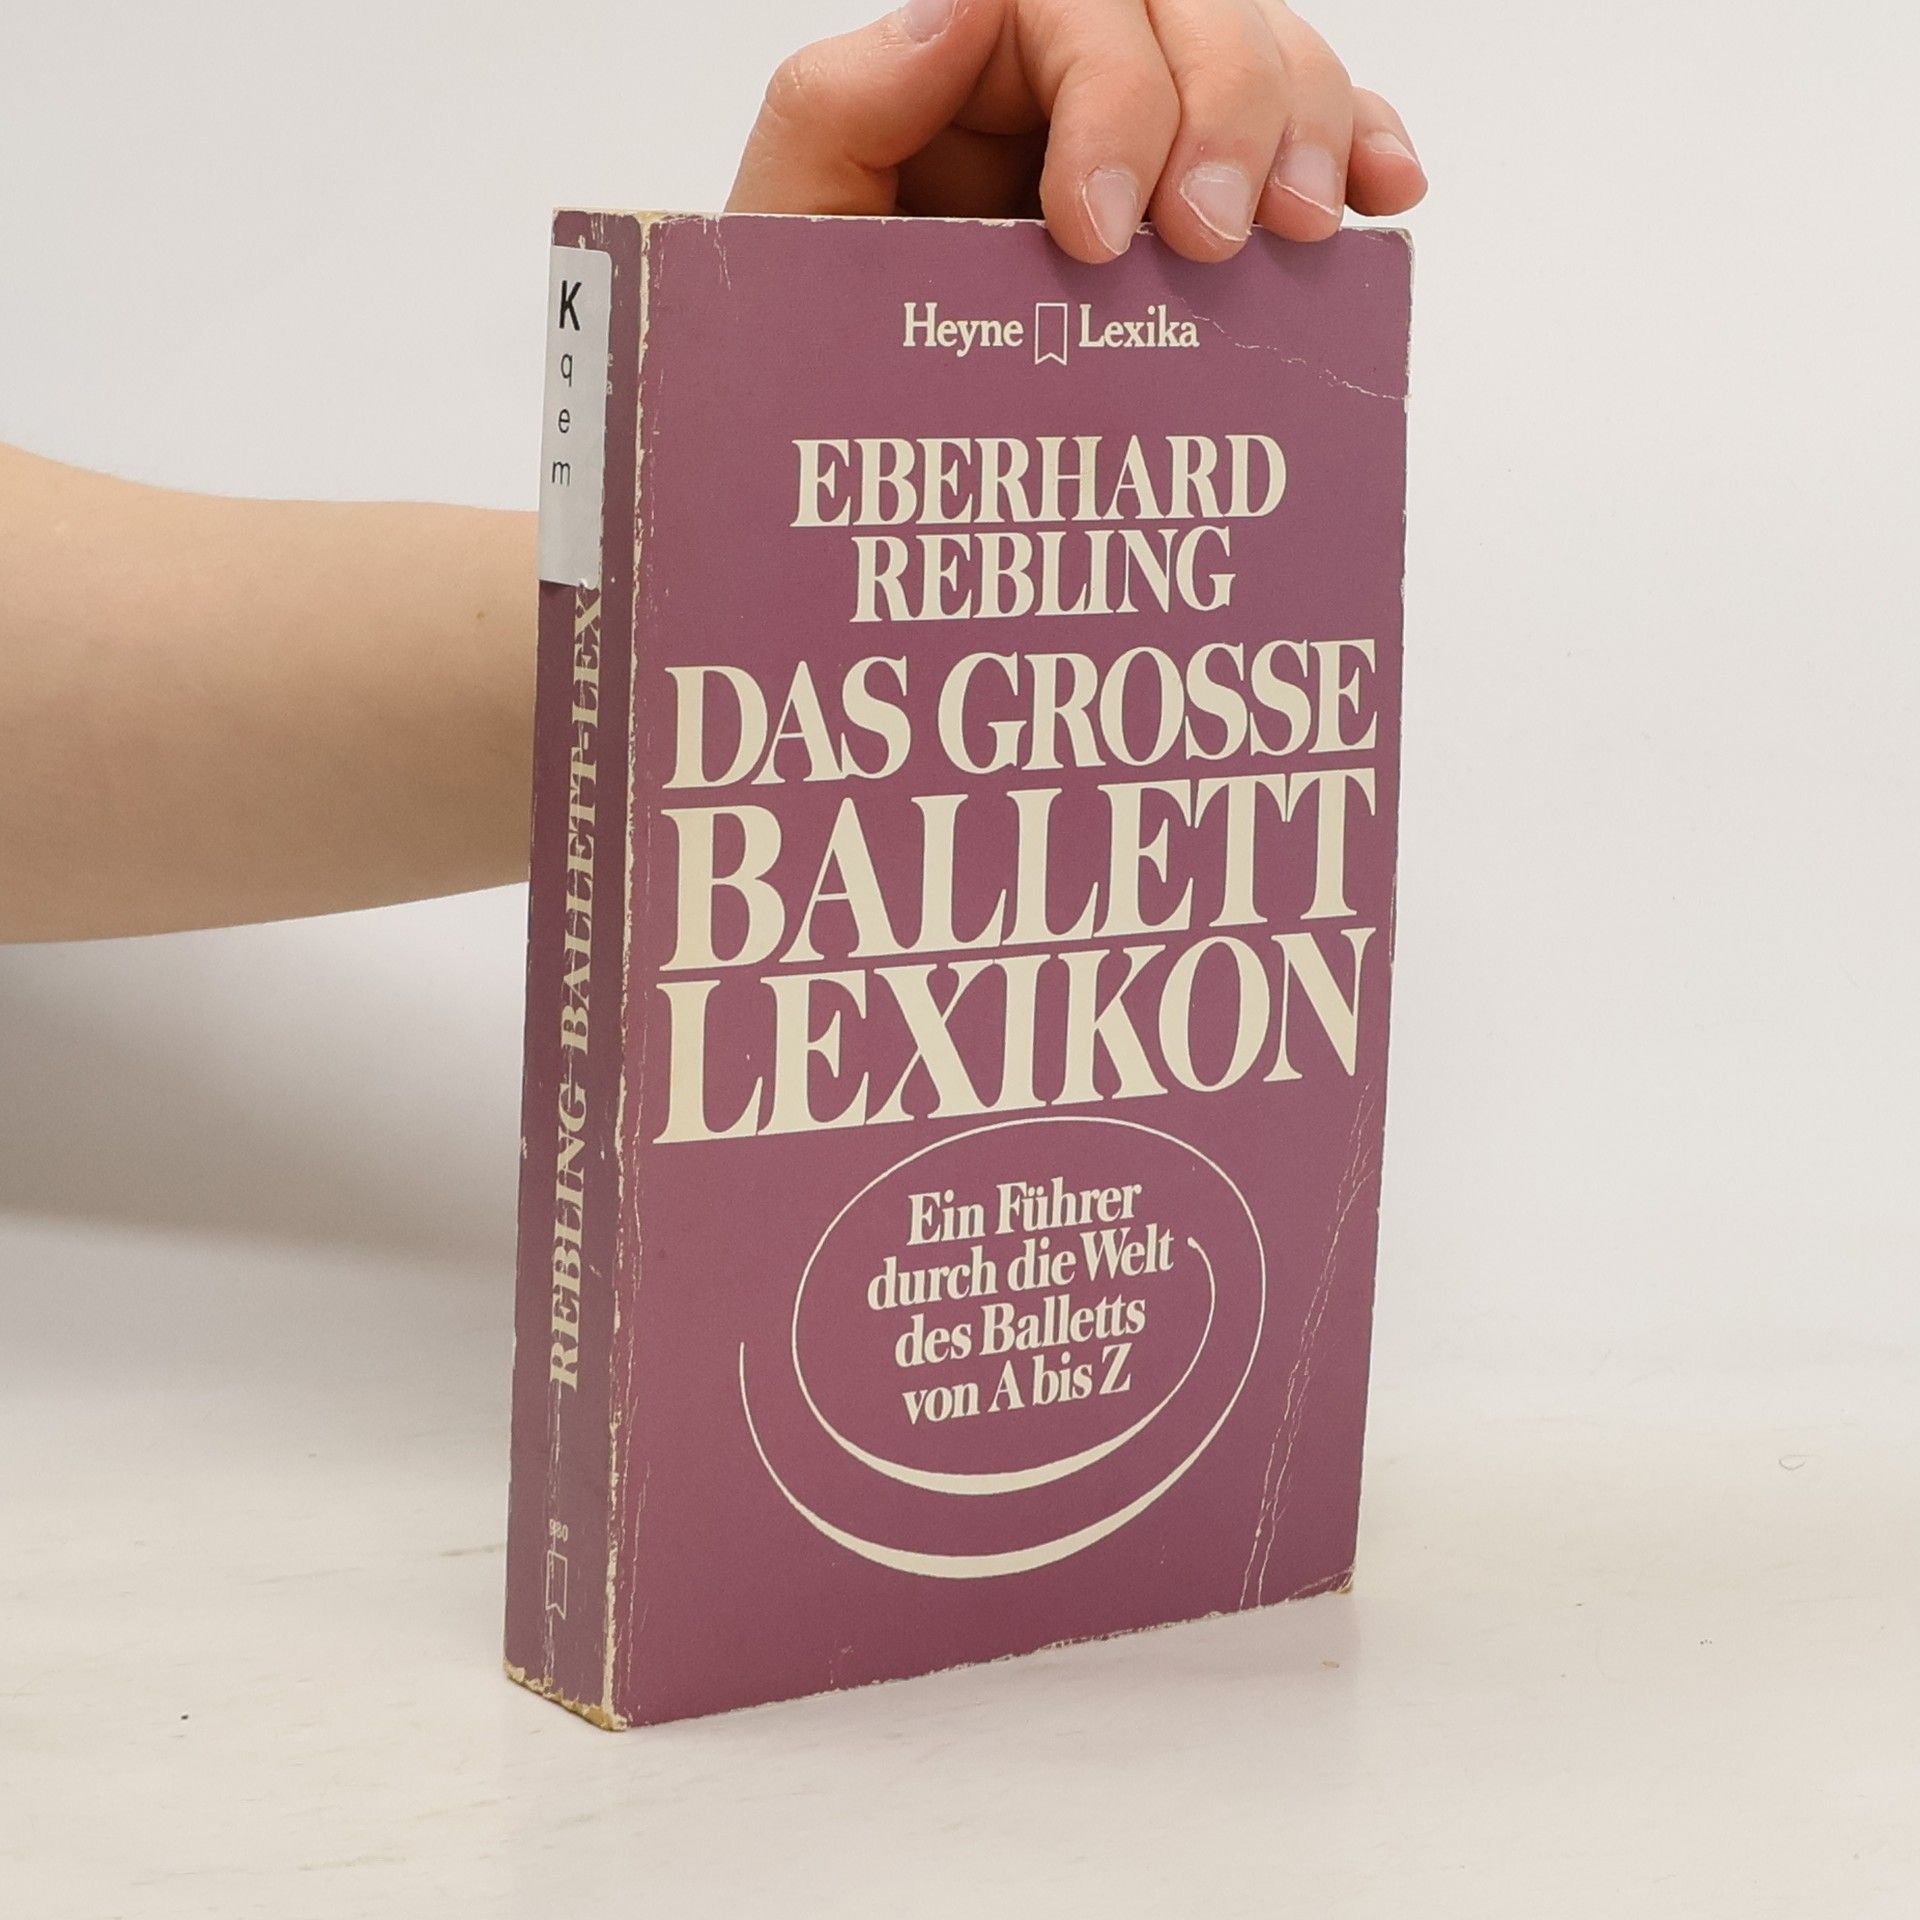 Heyne Lexika
EBERHARD
REBLING
DAS GROSSE
BALLETT
LEXIKON
Ein Führer
durch die Welt
des Balletts
von A bis Z
K
q
e
m
REBLING BALLETT-LEX